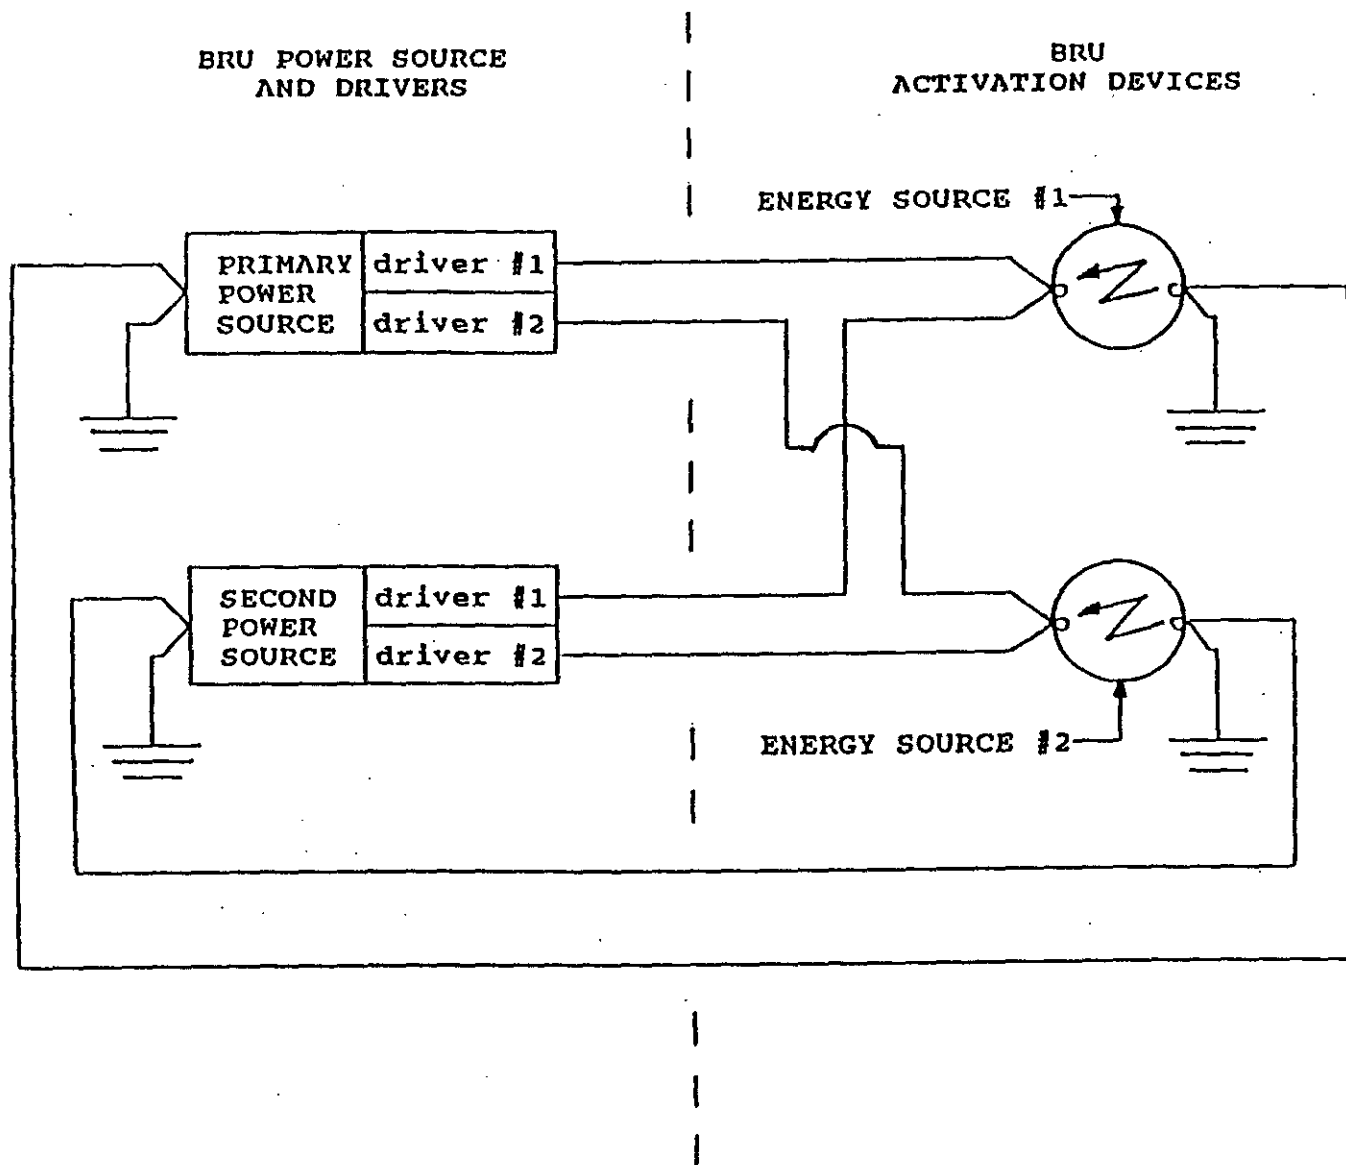 BRU POWER SOURCE
AND DRIVERS
BRU
ACTIVATION DEVICES
ENERGY SOURCE #1
PRIMARY
POWER
SOURCE
driver #1
driver #2
SECOND
POWER
SOURCE
driver #1
driver #2
ENERGY SOURCE #2